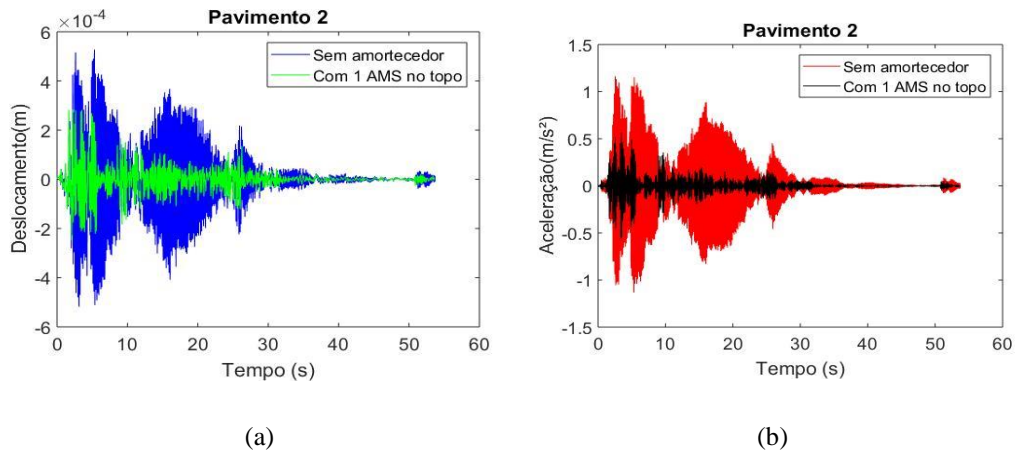 Pavimento 2
×10⁻⁴
6
4
2
0
-2
-4
-6
Deslocamento(m)
Sem amortecedor
Com 1 AMS no topo
0 10 20 30 40 50 60
Tempo (s)
(a)
Pavimento 2
1.5
1
0.5
0
-0.5
-1
-1.5
Aceleração(m/s²)
Sem amortecedor
Com 1 AMS no topo
0 10 20 30 40 50 60
Tempo (s)
(b)